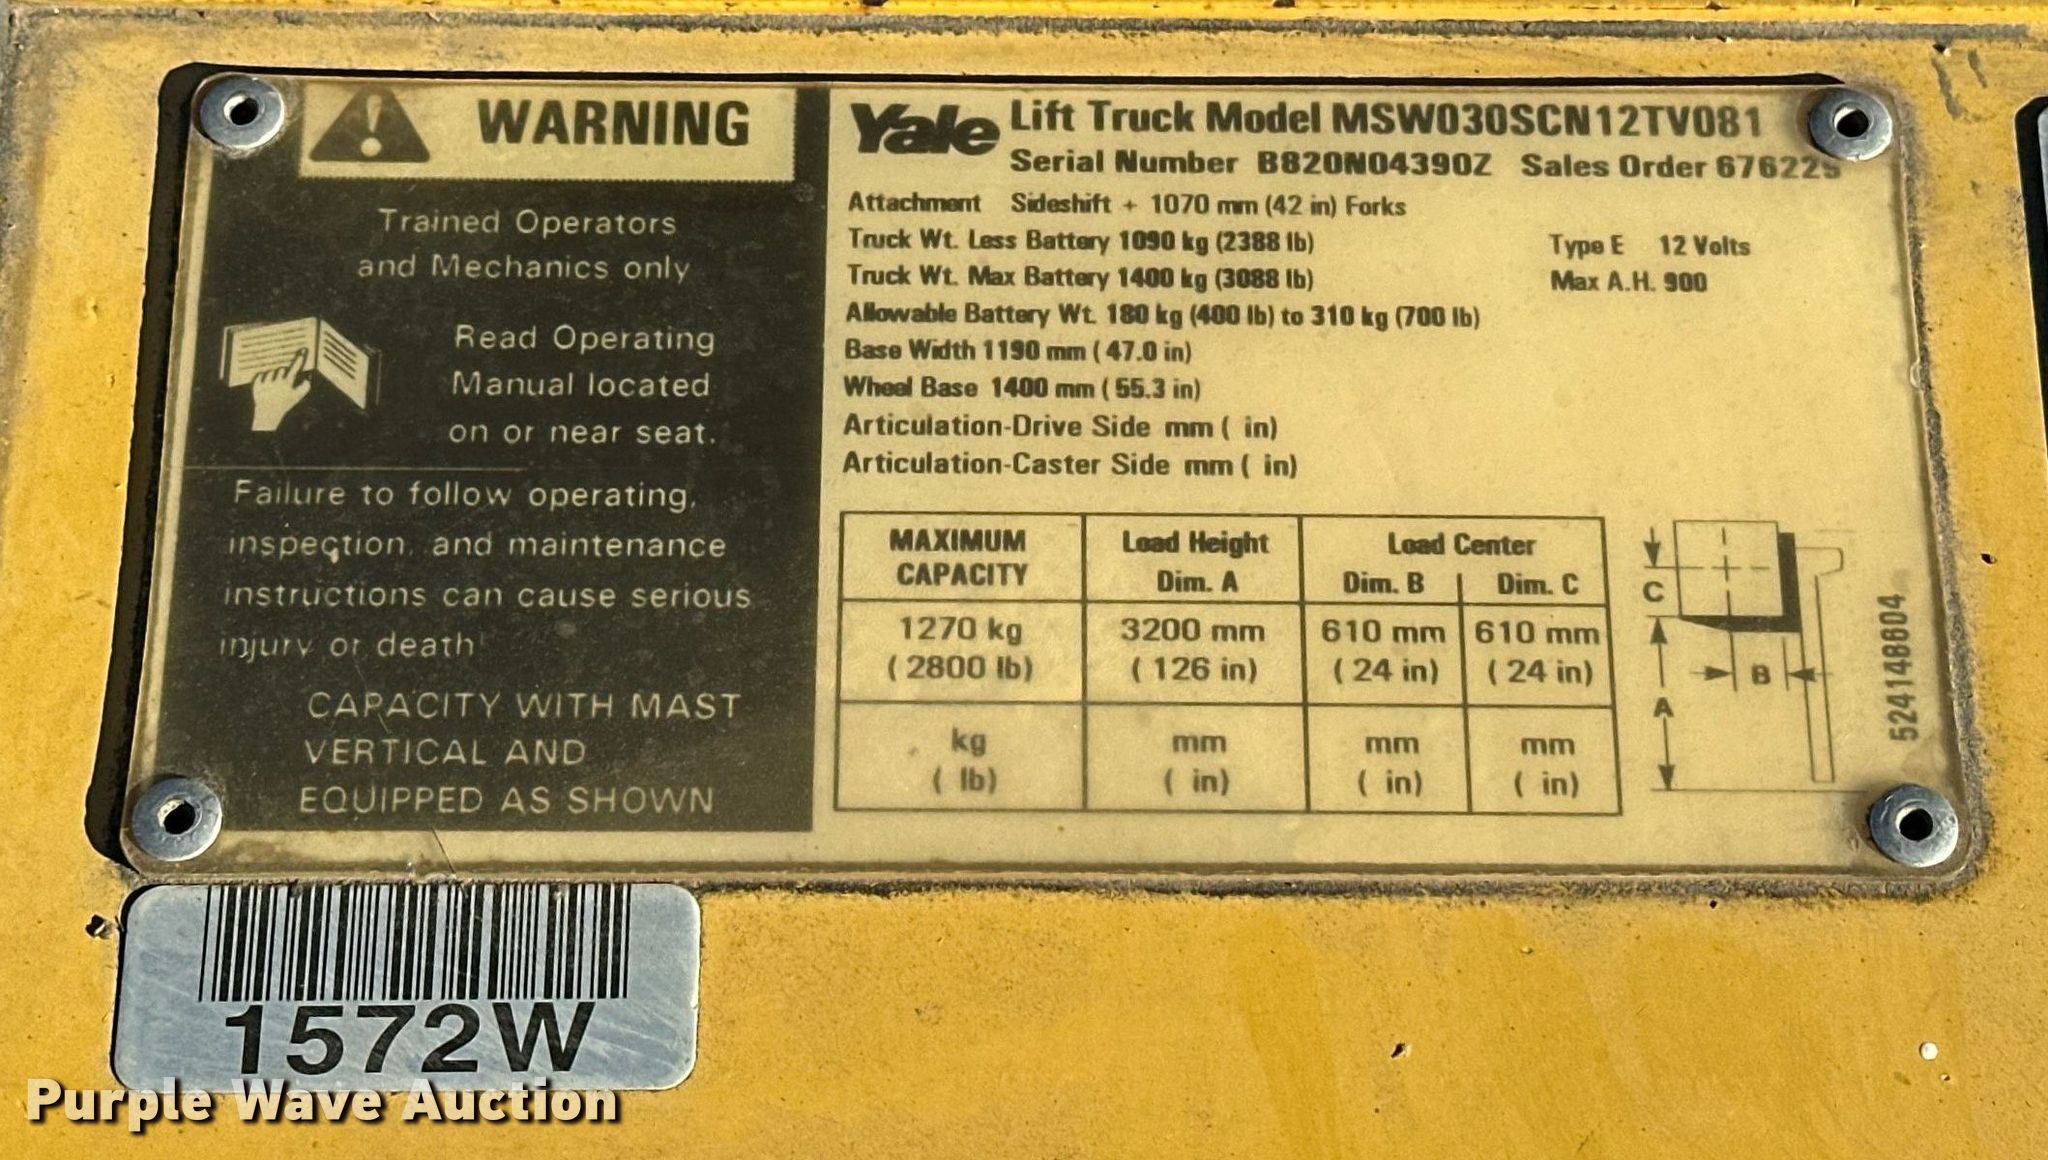 WARNING
Trained Operators
and Mechanics only
Read Operating
Manual located
on or near seat.
Failure to follow operating,
inspection, and maintenance
instructions can cause serious
injury or death
CAPACITY WITH MAST
VERTICAL AND
EQUIPPED AS SHOWN
Yale Lift Truck Model MSW030SCN12TV081
Serial Number B820N04390Z Sales Order 676225
Attachment Sideshift + 1070 mm (42 in) Forks
Truck Wt. Less Battery 1090 kg (2388 lb) Type E 12 Volts
Truck Wt. Max Battery 1400 kg (3088 lb) Max A.H. 900
Allowable Battery Wt. 180 kg (400 lb) to 310 kg (700 lb)
Base Width 1190 mm ( 47.0 in)
Wheel Base 1400 mm ( 55.3 in)
Articulation-Drive Side mm ( in)
Articulation-Caster Side mm ( in)
MAXIMUM CAPACITY Load Height Dim. A Load Center Dim. B Dim. C
1270 kg 3200 mm 610 mm 610 mm
( 2800 lb) ( 126 in) ( 24 in) ( 24 in)
kg mm mm mm
( lb) ( in) ( in) ( in)
C
B
A
524148604
1572W
Purple Wave Auction